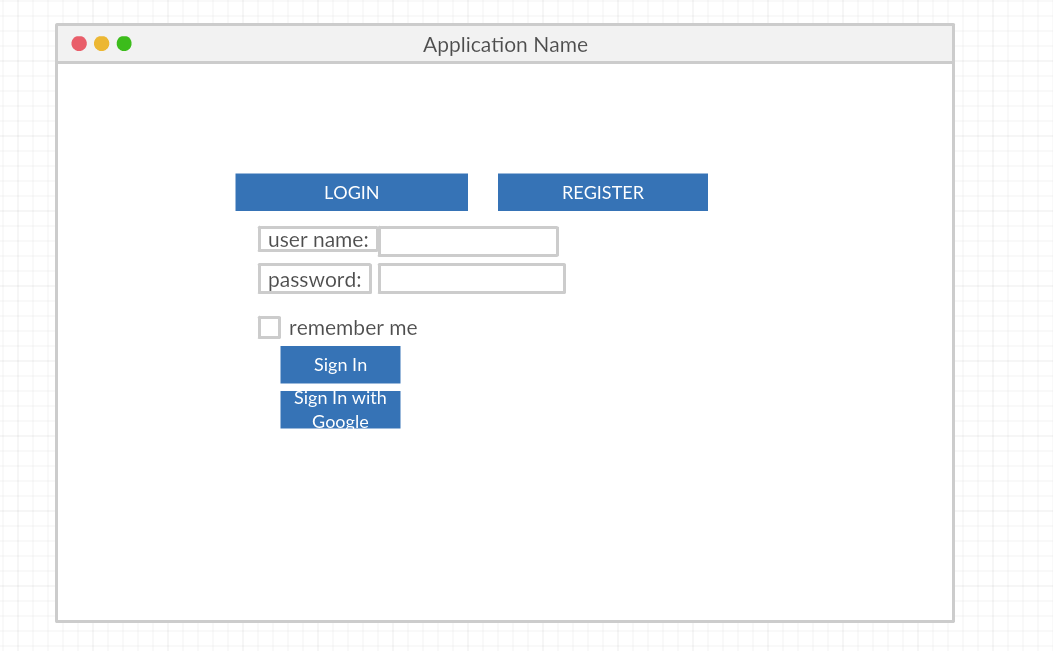 Application Name
LOGIN
REGISTER
user name:
password:
remember me
Sign In
Sign In with
Google